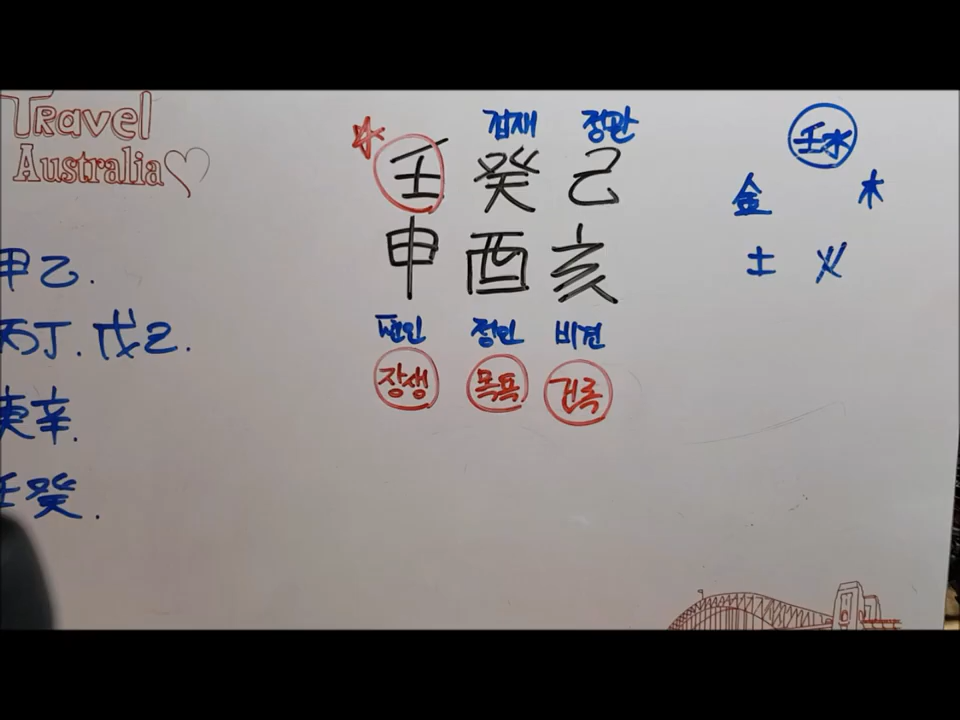 Travel
Australia
겁재 정관
壬 癸 己
甲 酉 亥
편인 정인 비견
장생 목욕 건록
甲乙.
丙丁. 戊己.
庚辛.
壬癸.
壬水
金 木
土 火
水